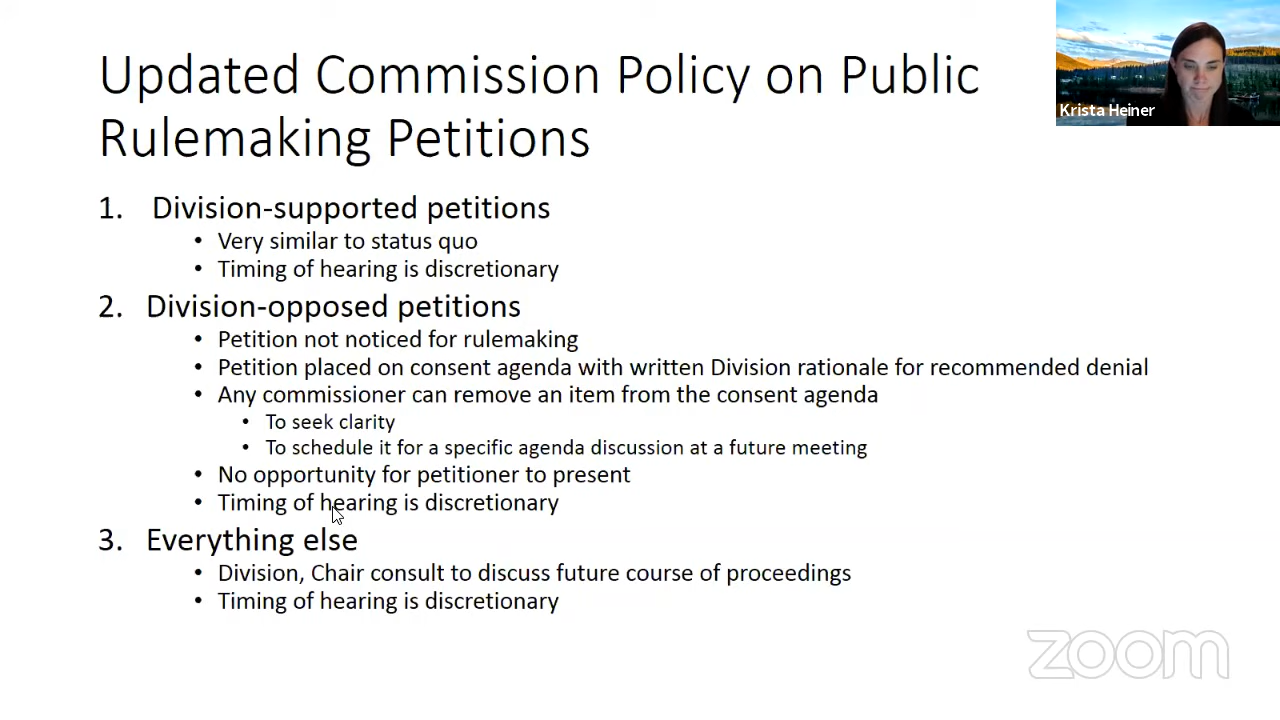 Updated Commission Policy on Public
Rulemaking Petitions
Krista Heiner
1. Division-supported petitions
• Very similar to status quo
• Timing of hearing is discretionary
2. Division-opposed petitions
• Petition not noticed for rulemaking
• Petition placed on consent agenda with written Division rationale for recommended denial
• Any commissioner can remove an item from the consent agenda
• To seek clarity
• To schedule it for a specific agenda discussion at a future meeting
• No opportunity for petitioner to present
• Timing of hearing is discretionary
3. Everything else
• Division, Chair consult to discuss future course of proceedings
• Timing of hearing is discretionary
zoom